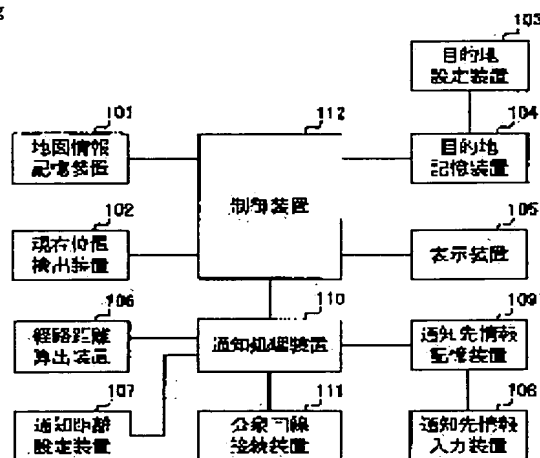 103
目的地
設定装置
101
地図情報
記憶装置
112
制御装置
104
目的地
記憶装置
102
現在位置
検出装置
105
表示装置
106
経路距離
算出装置
110
通知処理装置
109
通知先情報
記憶装置
107
通知距離
設定装置
111
公衆回線
接続装置
108
通知先情報
入力装置